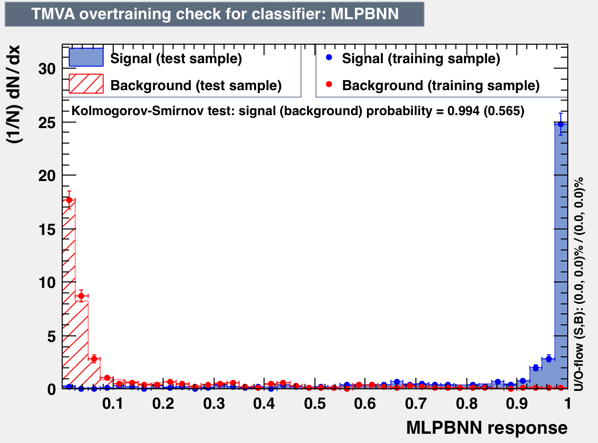 TMVA overtraining check for classifier: MLPBNN
Signal (test sample)
Background (test sample)
Signal (training sample)
Background (training sample)
Kolmogorov-Smirnov test: signal (background) probability = 0.994 (0.565)
(1/N) dN/dx
30
25
20
15
10
5
0
0.1 0.2 0.3 0.4 0.5 0.6 0.7 0.8 0.9 1
MLPBNN response
U/O-flow (S,B): (0.0, 0.0)% / (0.0, 0.0)%